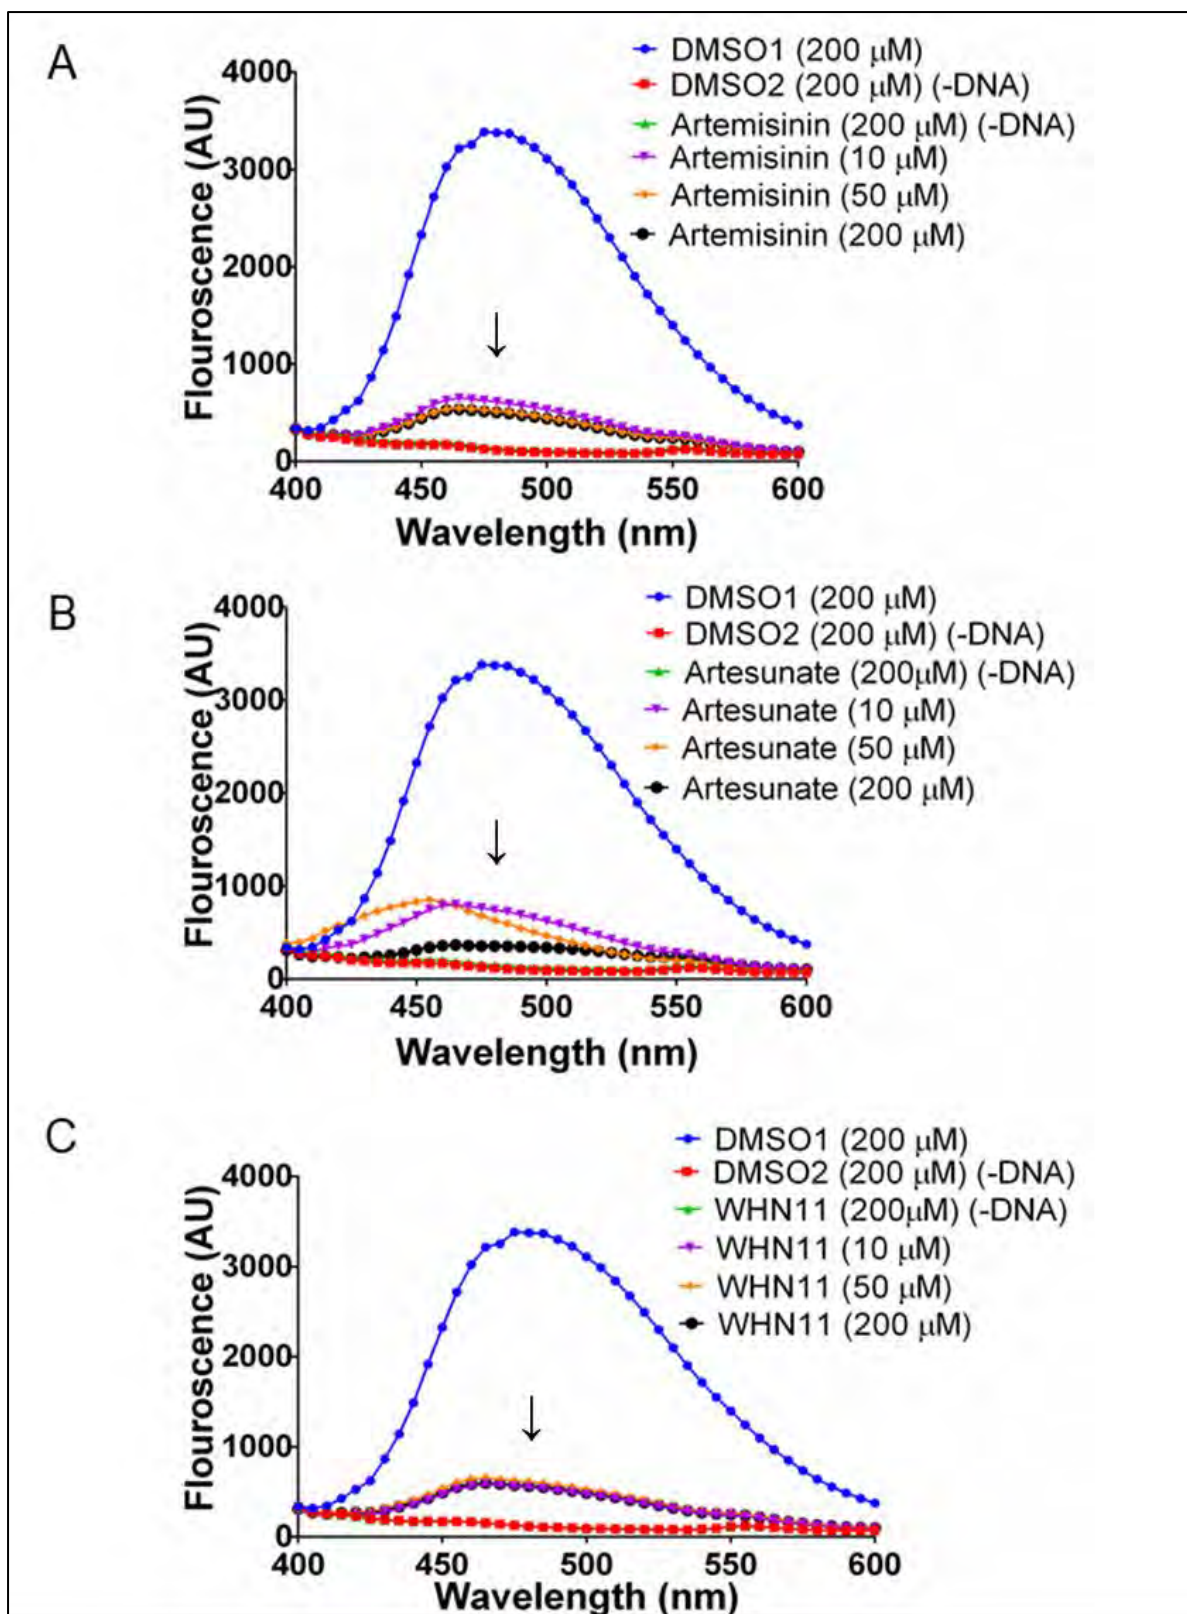 A
DMSO1 (200 μM)
DMSO2 (200 μM) (-DNA)
Artemisinin (200 μM) (-DNA)
Artemisinin (10 μM)
Artemisinin (50 μM)
Artemisinin (200 μM)
Flouroscence (AU)
4000
3000
2000
1000
0
400 450 500 550 600
Wavelength (nm)
B
DMSO1 (200 μM)
DMSO2 (200 μM) (-DNA)
Artesunate (200μM) (-DNA)
Artesunate (10 μM)
Artesunate (50 μM)
Artesunate (200 μM)
Flouroscence (AU)
4000
3000
2000
1000
0
400 450 500 550 600
Wavelength (nm)
C
DMSO1 (200 μM)
DMSO2 (200 μM) (-DNA)
WHN11 (200μM) (-DNA)
WHN11 (10 μM)
WHN11 (50 μM)
WHN11 (200 μM)
Flouroscence (AU)
4000
3000
2000
1000
0
400 450 500 550 600
Wavelength (nm)